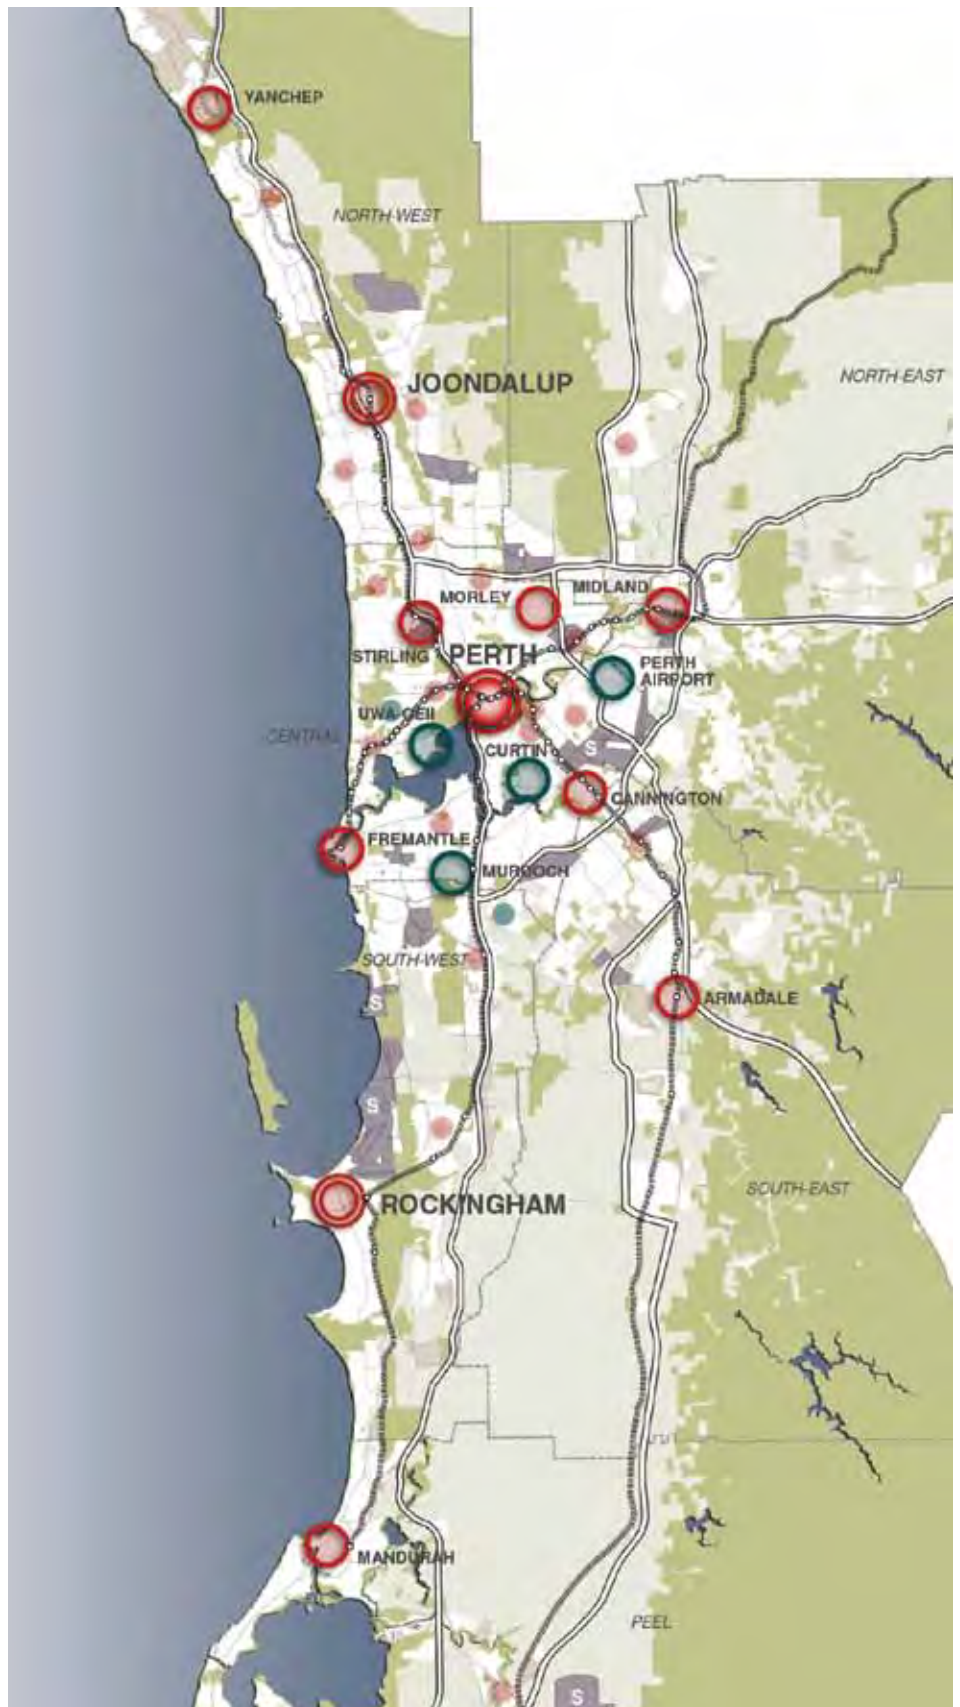 YANCHEP
NORTH-WEST
NORTH-EAST
JOONDALUP
MIDLAND
MORLEY
STIRLING
PERTH
PERTH
AIRPORT
UWA-QEII
CENTRAL
CURTIN
S
CANNINGTON
FREMANTLE
MURDOCH
SOUTH-WEST
ARMADALE
S
S
SOUTH-EAST
ROCKINGHAM
MANDURAH
PEEL
S